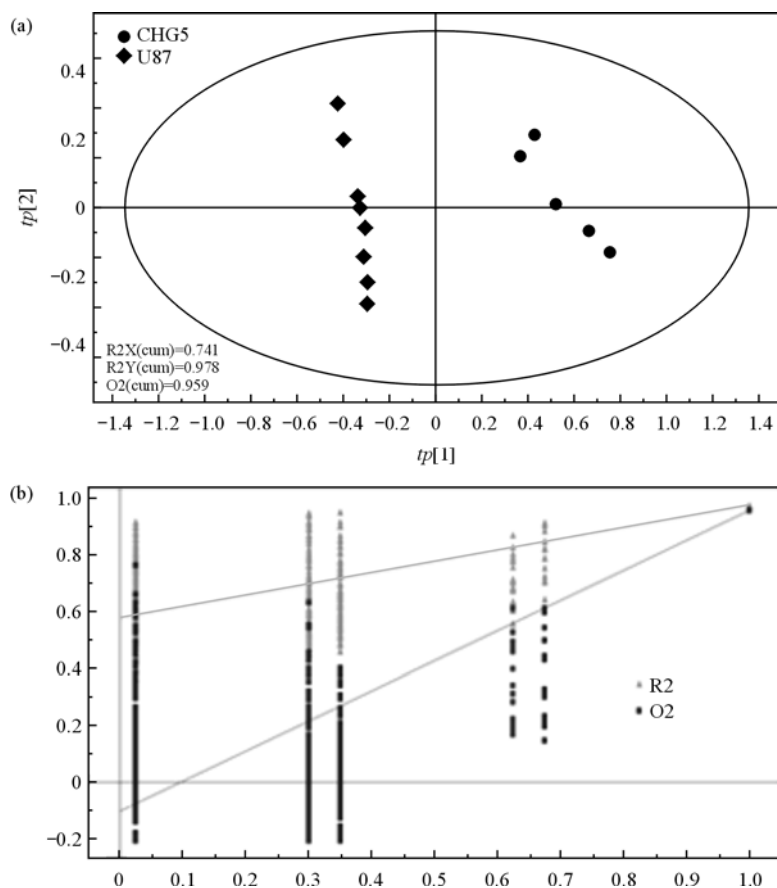 (a)
CHG5
U87
0.4
0.2
0
−0.2
−0.4
tp[2]
R2X(cum)=0.741
R2Y(cum)=0.978
O2(cum)=0.959
−1.4 −1.2 −1.0 −0.8 −0.6 −0.4 −0.2 0 0.2 0.4 0.6 0.8 1.0 1.2 1.4
tp[1]
(b)
1.0
0.8
0.6
0.4
0.2
0
−0.2
R2
O2
0 0.1 0.2 0.3 0.4 0.5 0.6 0.7 0.8 0.9 1.0